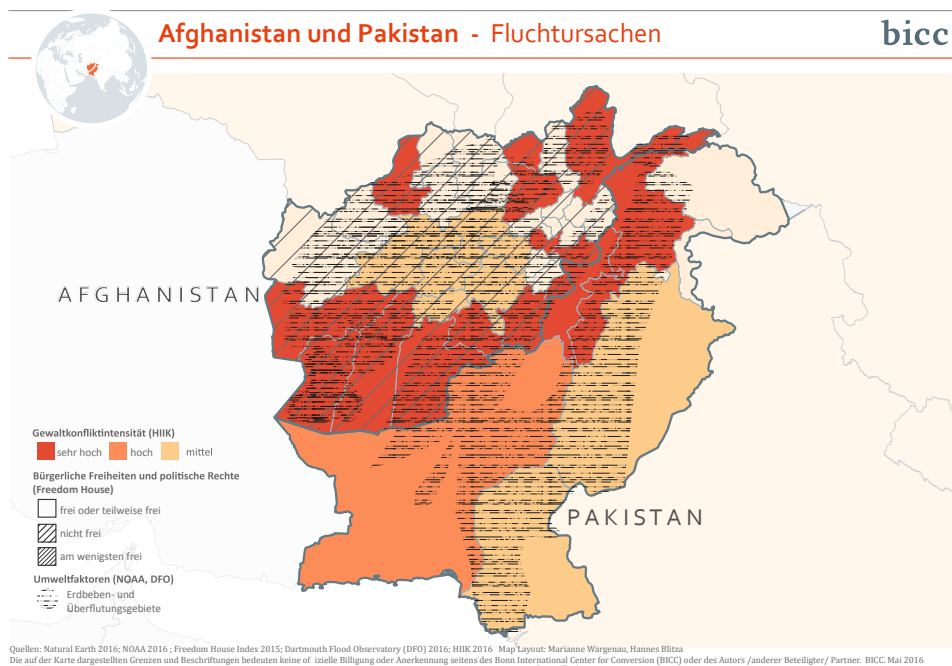 Afghanistan und Pakistan - Fluchtursachen
bicc
AFGHANISTAN
PAKISTAN
Gewaltkonfliktintensität (HIIK)
sehr hoch hoch mittel
Bürgerliche Freiheiten und politische Rechte
(Freedom House)
frei oder teilweise frei
nicht frei
am wenigsten frei
Umweltfaktoren (NOAA, DFO)
Erdbeben- und
Überflutungsgebiete
Quellen: Natural Earth 2016; NOAA 2016 ; Freedom House Index 2015; Dartmouth Flood Observatory (DFO) 2016; HIIK 2016 Map Layout: Marianne Wargenau, Hannes Blitza
Die auf der Karte dargestellten Grenzen und Beschriftungen bedeuten keine of izielle Billigung oder Anerkennung seitens des Bonn International Center for Conversion (BICC) oder des Autors /anderer Beteiligter/ Partner. BICC. Mai 2016